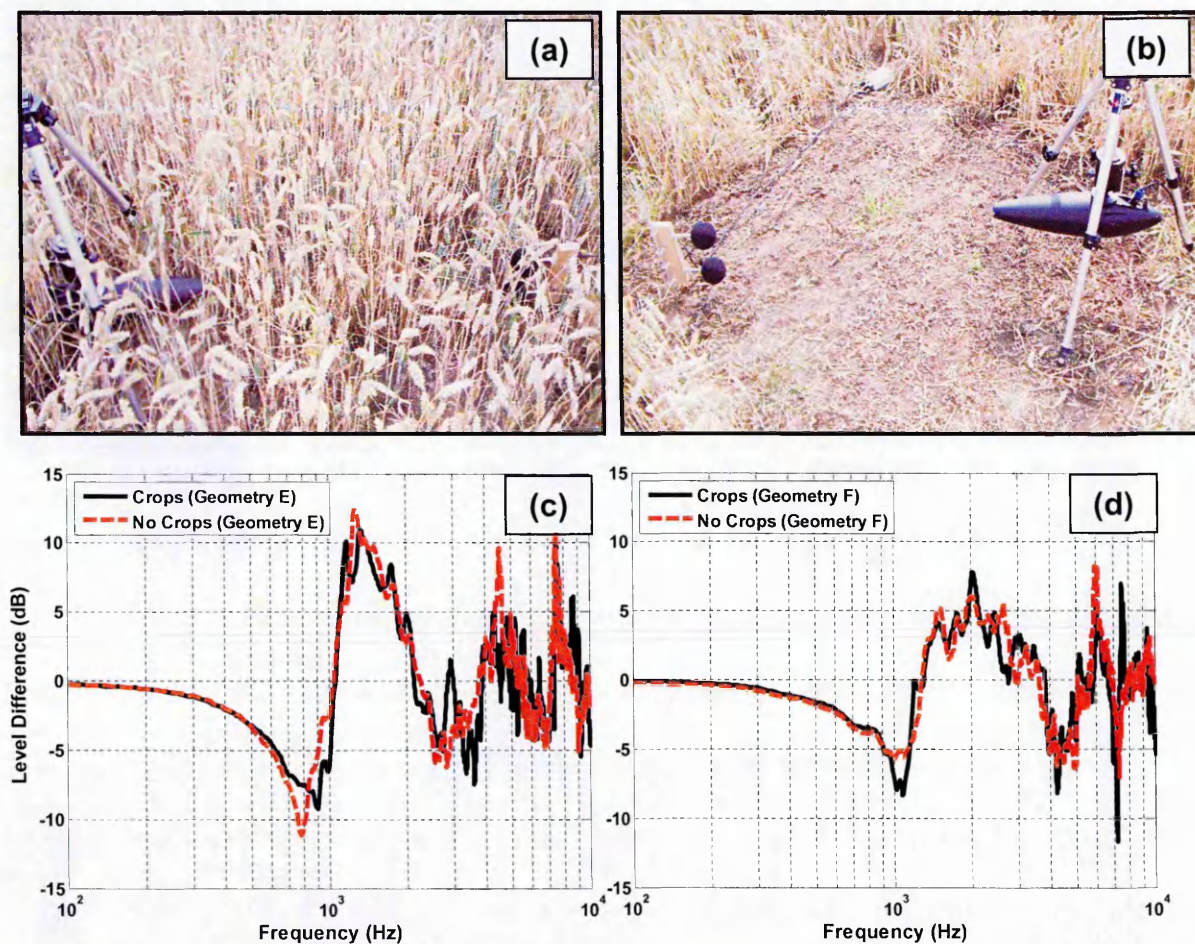 (a)
(b)
Crops (Geometry E)
No Crops (Geometry E)
(c)
15
10
5
0
-5
-10
-15
Level Difference (dB)
10²
10³
10⁴
Frequency (Hz)
Crops (Geometry F)
No Crops (Geometry F)
(d)
15
10
5
0
-5
-10
-15
10²
10³
10⁴
Frequency (Hz)